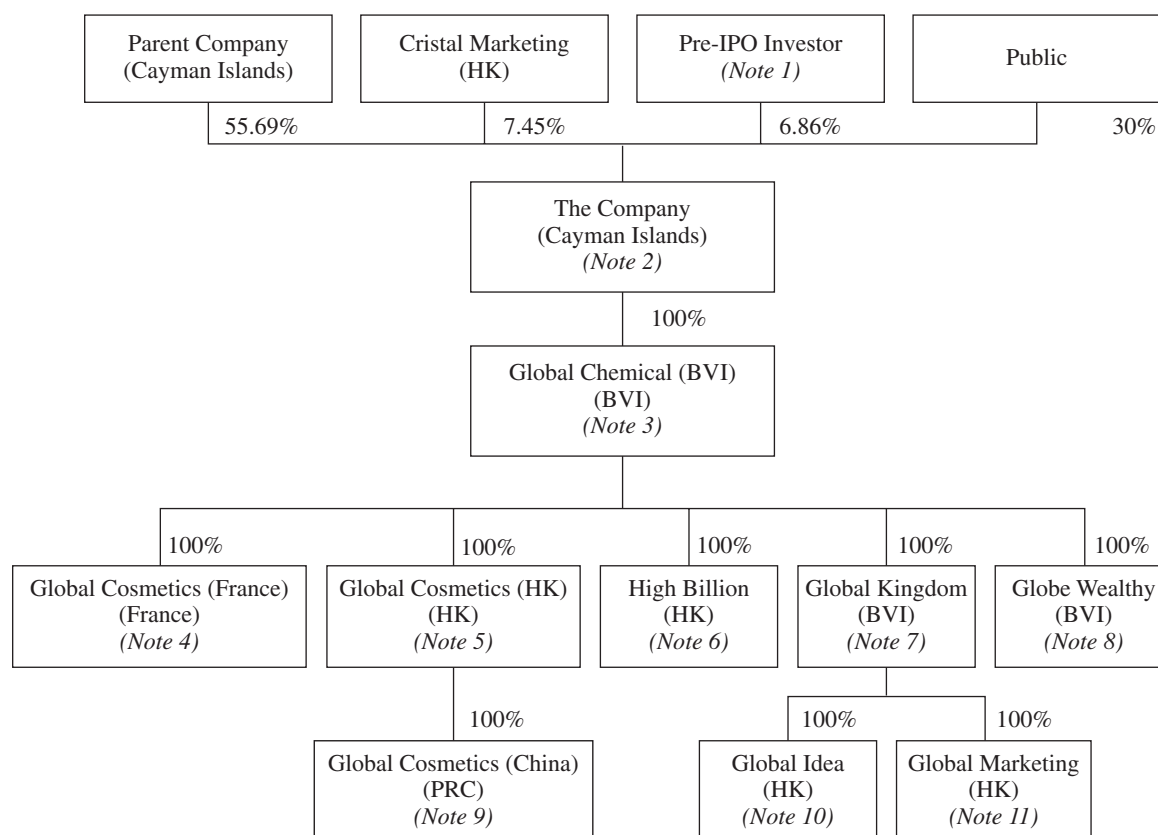 Parent Company
(Cayman Islands)
Cristal Marketing
(HK)
Pre-IPO Investor
(Note 1)
Public
55.69%
7.45%
6.86%
30%
The Company
(Cayman Islands)
(Note 2)
100%
Global Chemical (BVI)
(BVI)
(Note 3)
100%
100%
100%
100%
100%
Global Cosmetics (France)
(France)
(Note 4)
Global Cosmetics (HK)
(HK)
(Note 5)
High Billion
(HK)
(Note 6)
Global Kingdom
(BVI)
(Note 7)
Globe Wealthy
(BVI)
(Note 8)
100%
100%
100%
Global Cosmetics (China)
(PRC)
(Note 9)
Global Idea
(HK)
(Note 10)
Global Marketing
(HK)
(Note 11)